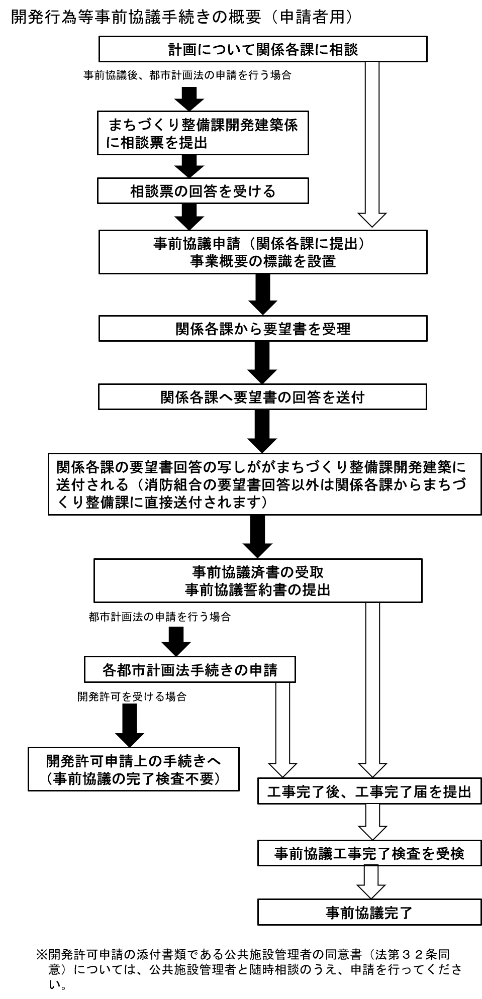 開発行為等事前協議手続きの概要（申請者用）
計画について関係各課に相談
事前協議後、都市計画法の申請を行う場合
まちづくり整備課開発建築係
に相談票を提出
相談票の回答を受ける
事前協議申請（関係各課に提出）
事業概要の標識を設置
関係各課から要望書を受理
関係各課へ要望書の回答を送付
関係各課の要望書回答の写しががまちづくり整備課開発建築に
送付される（消防組合の要望書回答以外は関係各課からまちづ
くり整備課に直接送付されます）
事前協議済書の受取
事前協議誓約書の提出
都市計画法の申請を行う場合
各都市計画法手続きの申請
開発許可を受ける場合
開発許可申請上の手続きへ
（事前協議の完了検査不要）
工事完了後、工事完了届を提出
事前協議工事完了検査を受検
事前協議完了
※開発許可申請の添付書類である公共施設管理者の同意書（法第３２条同
意）については、公共施設管理者と随時相談のうえ、申請を行ってくださ
い。